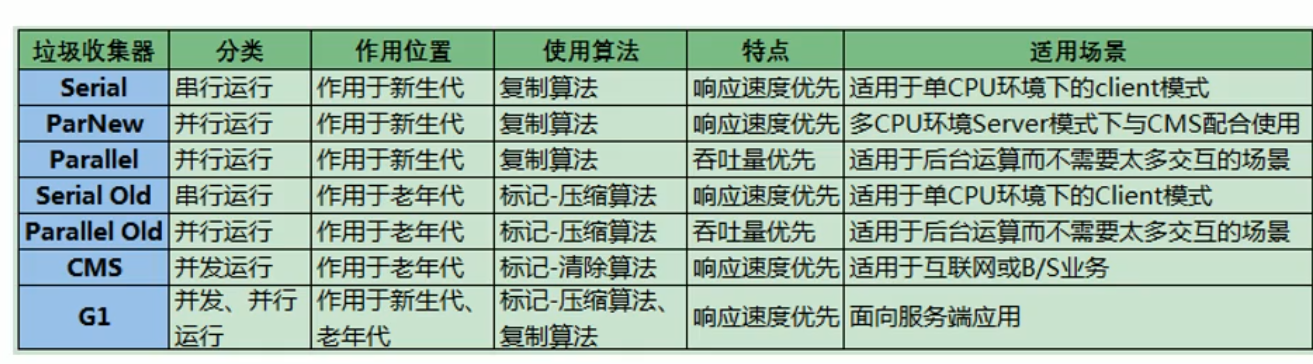 垃圾收集器 分类 作用位置 使用算法 特点 适用场景
Serial 串行运行 作用于新生代 复制算法 响应速度优先 适用于单CPU环境下的client模式
ParNew 并行运行 作用于新生代 复制算法 响应速度优先 多CPU环境Server模式下与CMS配合使用
Parallel 并行运行 作用于新生代 复制算法 吞吐量优先 适用于后台运算而不需要太多交互的场景
Serial Old 串行运行 作用于老年代 标记-压缩算法 响应速度优先 适用于单CPU环境下的Client模式
Parallel Old 并行运行 作用于老年代 标记-压缩算法 吞吐量优先 适用于后台运算而不需要太多交互的场景
CMS 并发运行 作用于老年代 标记-清除算法 响应速度优先 适用于互联网或B/S业务
G1 并发、并行 作用于新生代、 标记-压缩算法、 响应速度优先 面向服务端应用
运行 老年代 复制算法